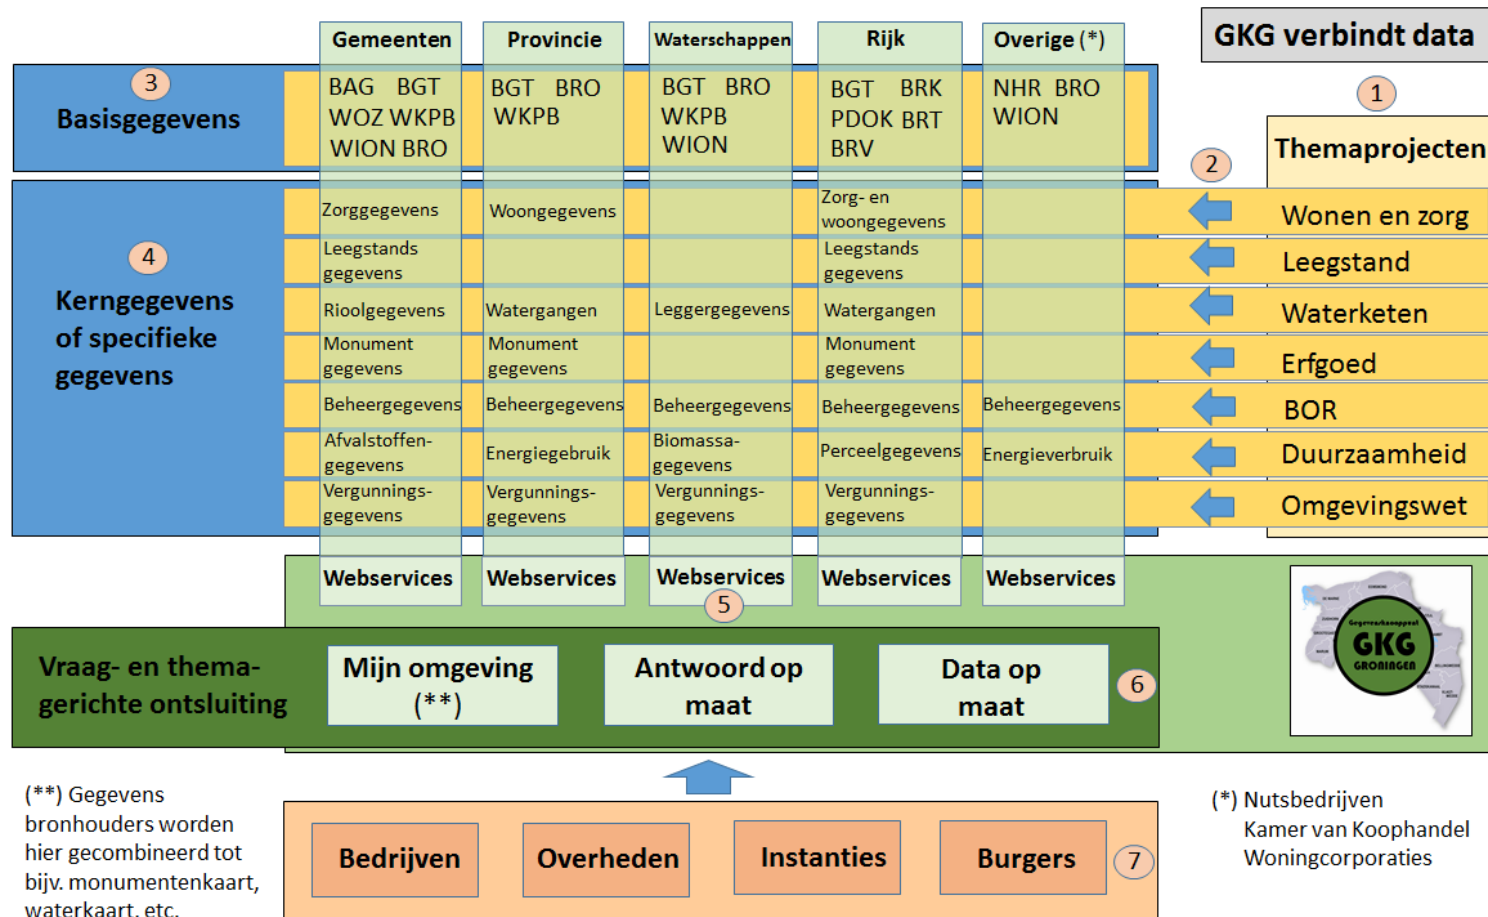 Gemeenten
Provincie
Waterschappen
Rijk
Overige (*)
GKG verbindt data
3
Basisgegevens
BAG BGT
WOZ WKPB
WION BRO
BGT BRO
WKPB
BGT BRO
WKPB
WION
BGT BRK
PDOK BRT
BRV
NHR BRO
WION
1
Themaprojecten
2
4
Kerngegevens
of specifieke
gegevens
Zorggegevens
Woongegevens
Zorg- en
woongegevens
Wonen en zorg
Leegstands
gegevens
Leegstands
gegevens
Leegstand
Rioolgegevens
Watergangen
Leggergegevens
Watergangen
Waterketen
Monument
gegevens
Monument
gegevens
Monument
gegevens
Erfgoed
Beheergegevens
Beheergegevens
Beheergegevens
Beheergegevens
Beheergegevens
BOR
Afvalstoffen-
gegevens
Energiegebruik
Biomassa-
gegevens
Perceelgegevens
Energieverbruik
Duurzaamheid
Vergunnings-
gegevens
Vergunnings-
gegevens
Vergunnings-
gegevens
Vergunnings-
gegevens
Omgevingswet
Webservices
Webservices
Webservices
Webservices
Webservices
5
Vraag- en thema-
gerichte ontsluiting
Mijn omgeving
(**)
Antwoord op
maat
Data op
maat
6
GKG
GRONINGEN
(**) Gegevens
bronhouders worden
hier gecombineerd tot
bijv. monumentenkaart,
waterkaart, etc.
Bedrijven
Overheden
Instanties
Burgers
7
(*) Nutsbedrijven
Kamer van Koophandel
Woningcorporaties